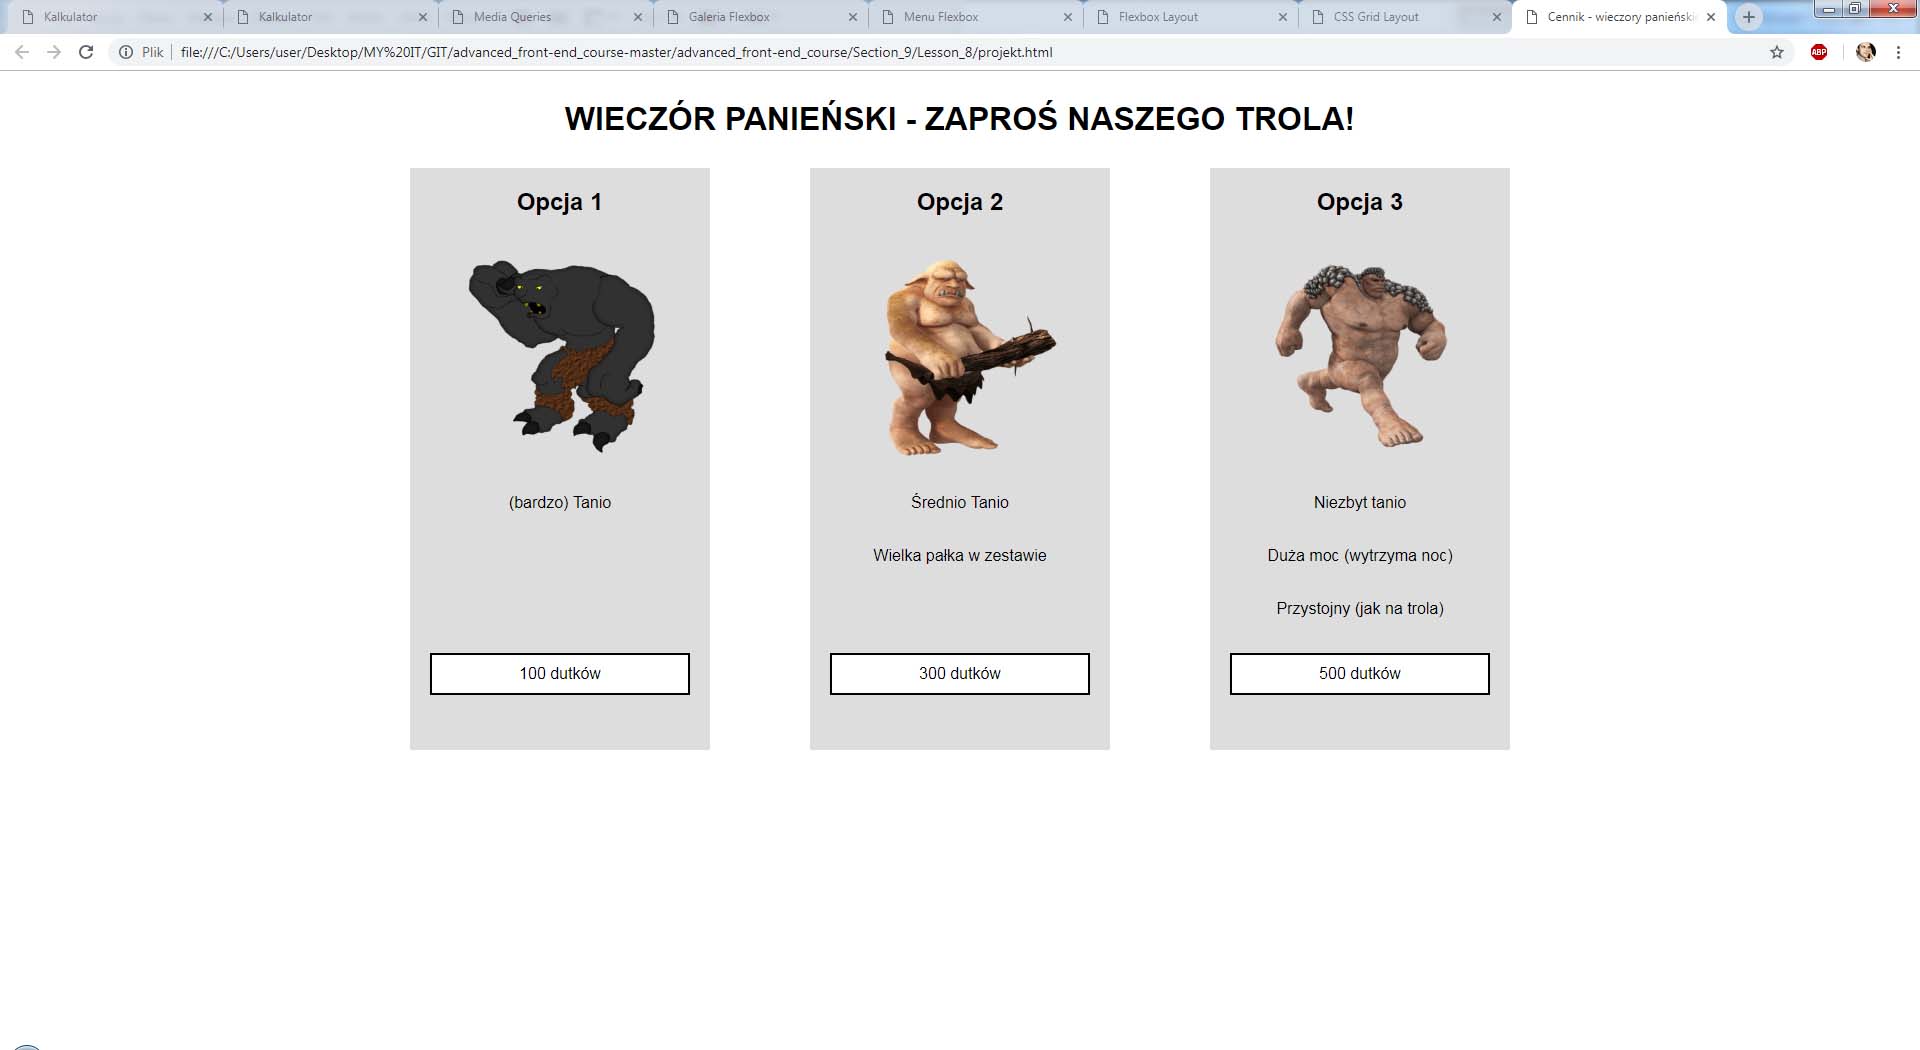 Kalkulator
Kalkulator
Media Queries
Galeria Flexbox
Menu Flexbox
Flexbox Layout
CSS Grid Layout
Cennik - wieczory panieński
Plik
file:///C:/Users/user/Desktop/MY%20IT/GIT/advanced_front-end_course-master/advanced_front-end_course/Section_9/Lesson_8/projekt.html
ABP
WIECZÓR PANIEŃSKI - ZAPROŚ NASZEGO TROLA!
Opcja 1
(bardzo) Tanio
100 dutków
Opcja 2
Średnio Tanio
Wielka pałka w zestawie
300 dutków
Opcja 3
Niezbyt tanio
Duża moc (wytrzyma noc)
Przystojny (jak na trola)
500 dutków